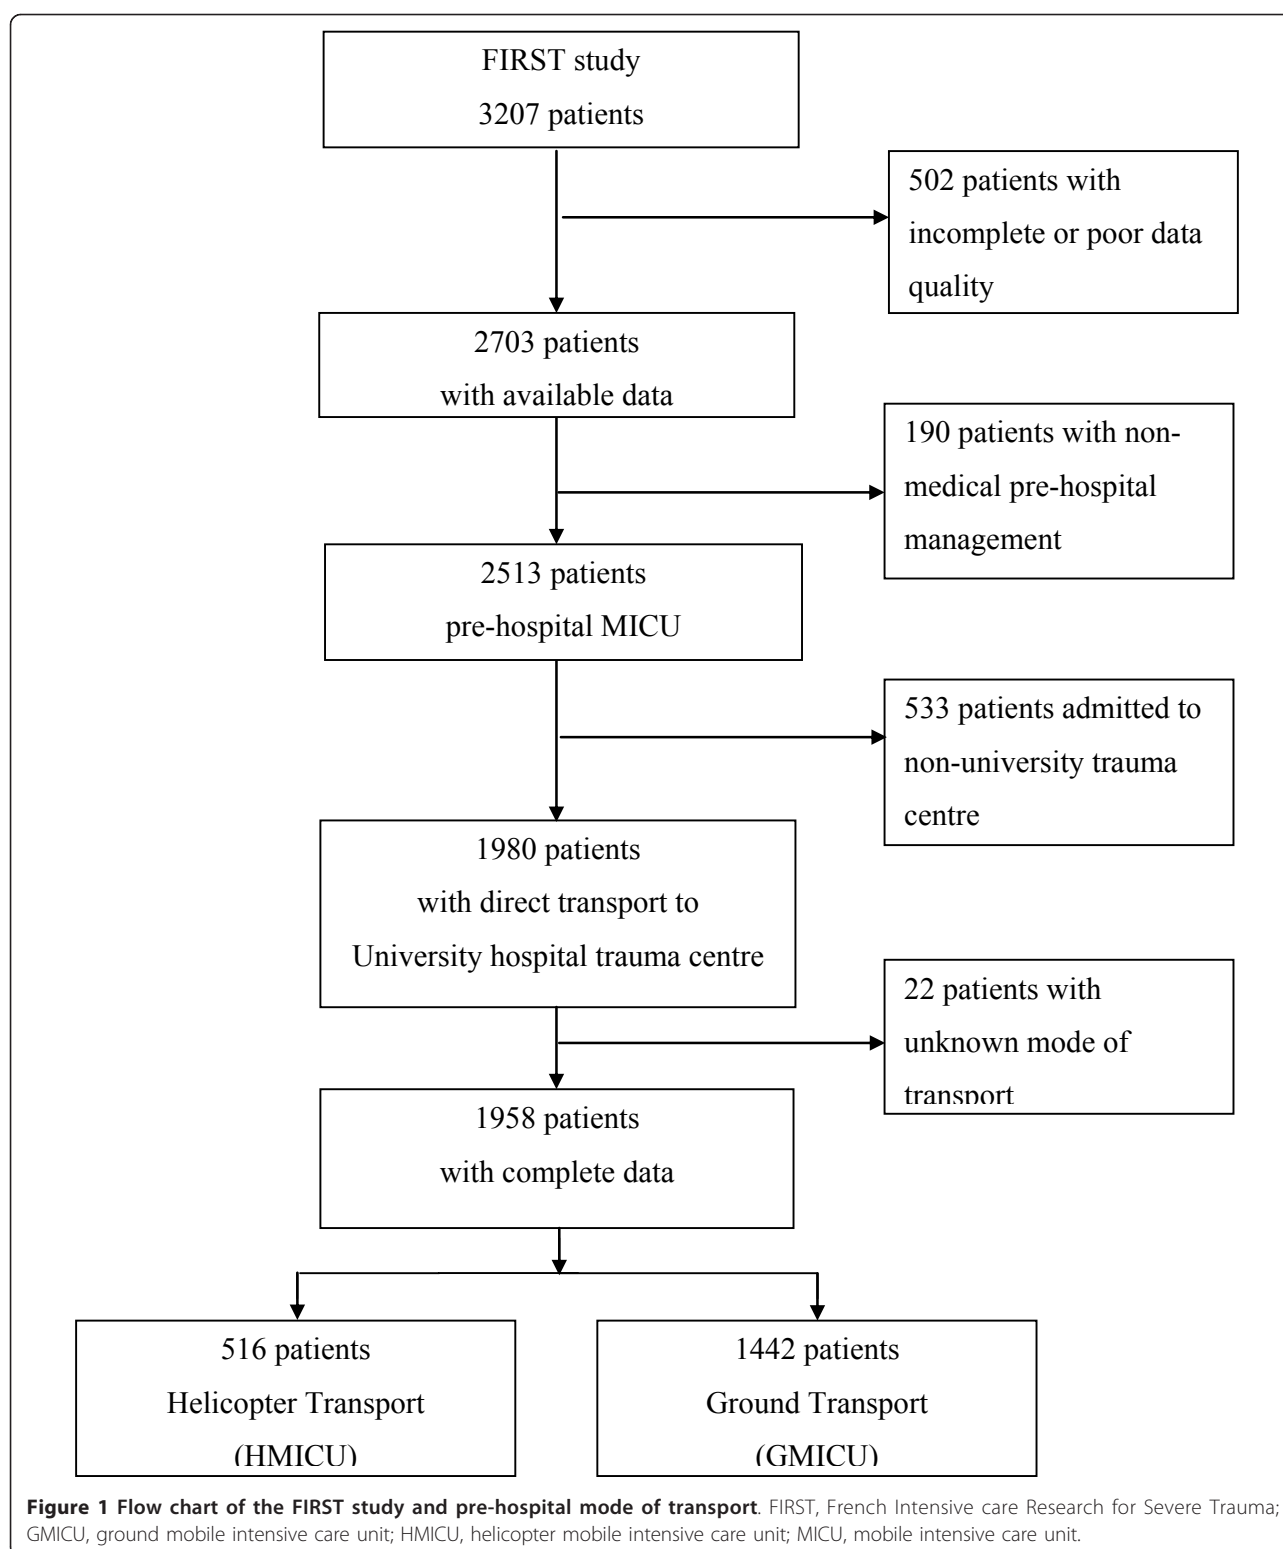 FIRST study
3207 patients
502 patients with
incomplete or poor data
quality
2703 patients
with available data
190 patients with non-
medical pre-hospital
management
2513 patients
pre-hospital MICU
533 patients admitted to
non-university trauma
centre
1980 patients
with direct transport to
University hospital trauma centre
22 patients with
unknown mode of
transport
1958 patients
with complete data
516 patients
Helicopter Transport
(HMICU)
1442 patients
Ground Transport
(GMICU)
Figure 1 Flow chart of the FIRST study and pre-hospital mode of transport. FIRST, French Intensive care Research for Severe Trauma;
GMICU, ground mobile intensive care unit; HMICU, helicopter mobile intensive care unit; MICU, mobile intensive care unit.